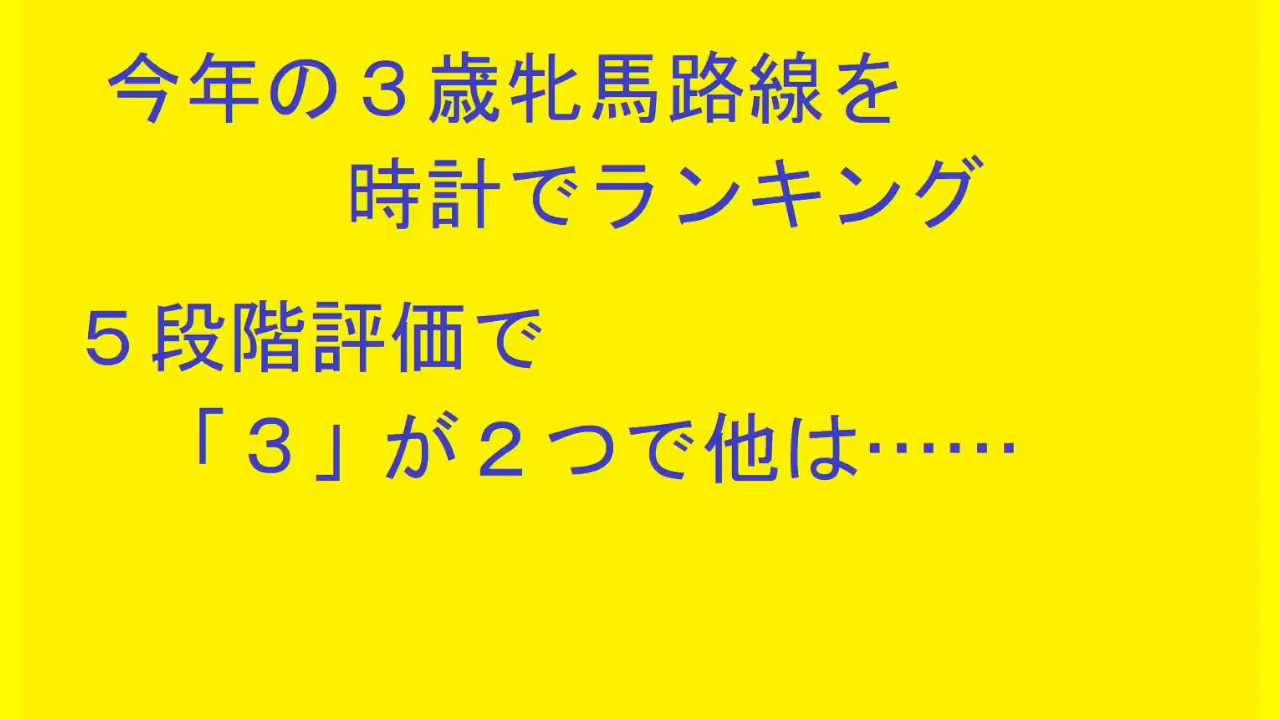 今年の３歳牝馬路線を
時計でランキング
５段階評価で
「３」が２つで他は……